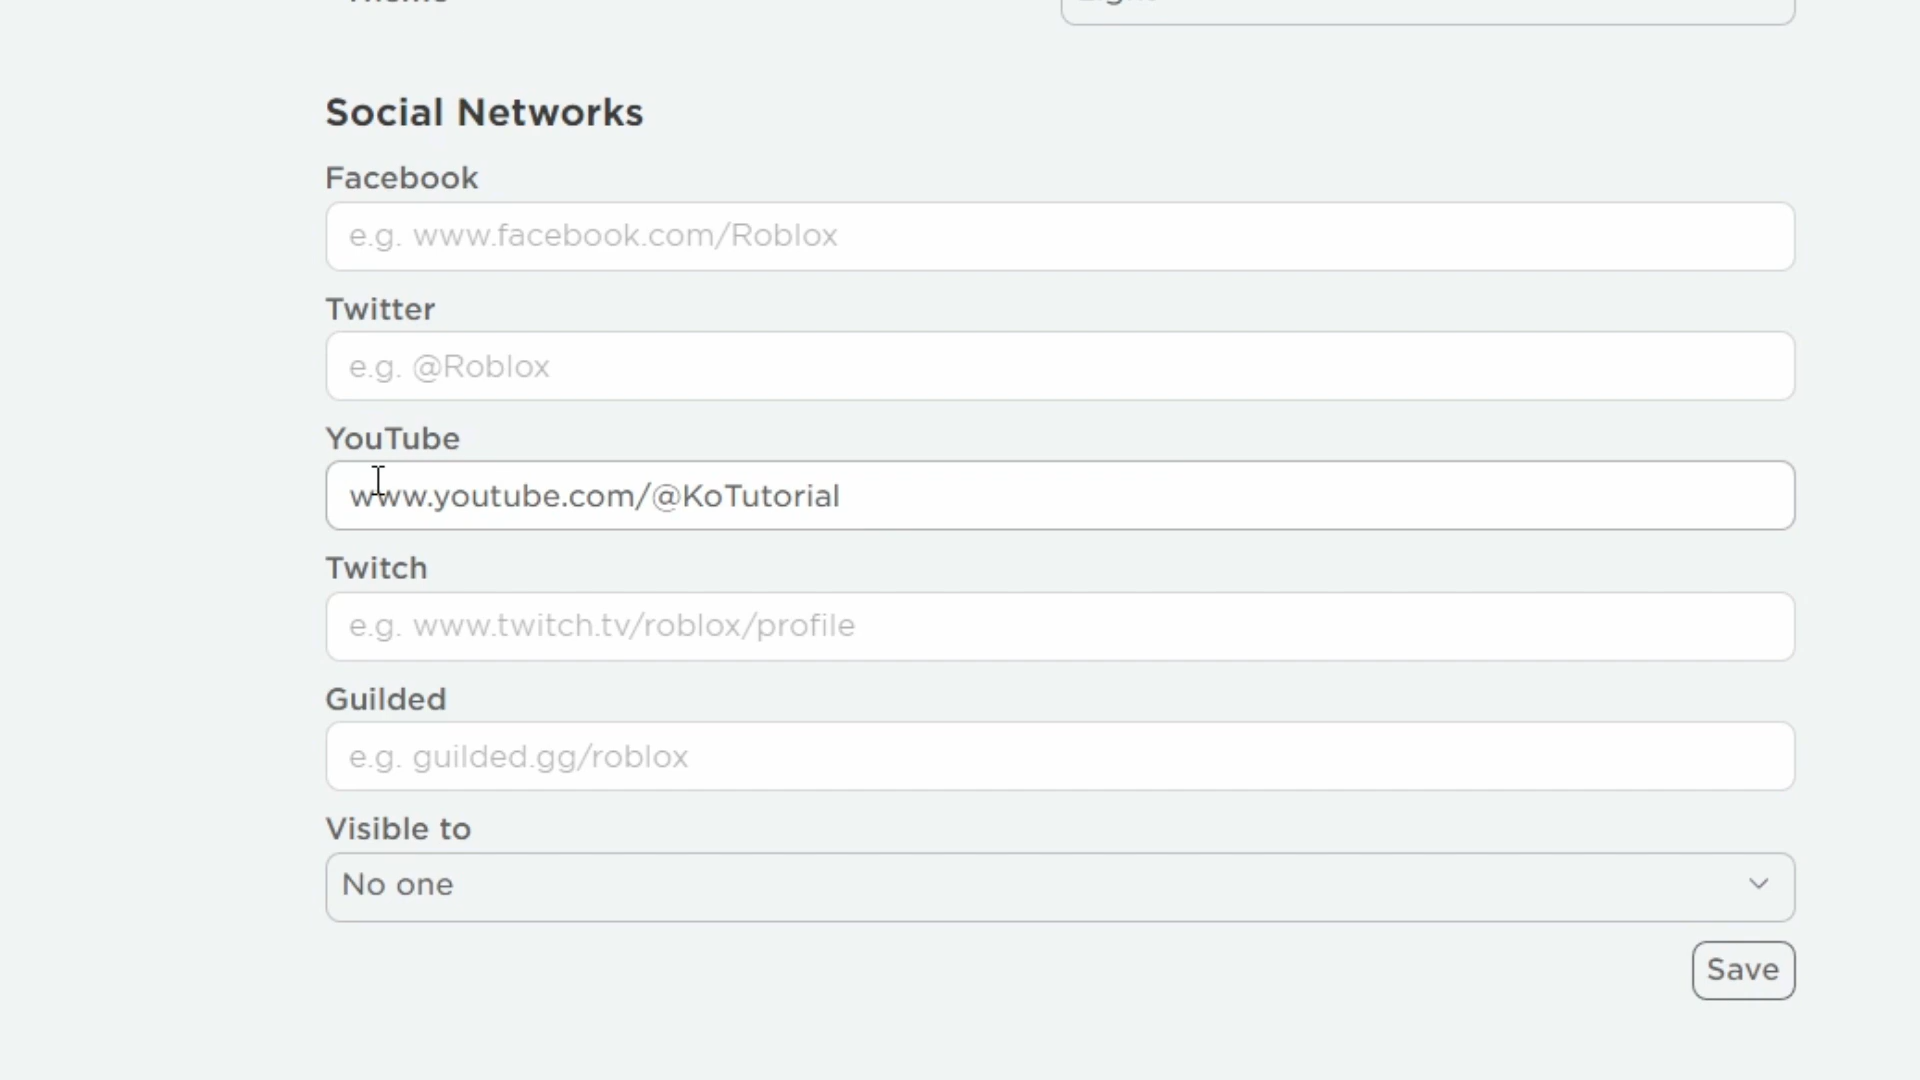 Social Networks
Facebook
e.g. www.facebook.com/Roblox
Twitter
e.g. @Roblox
YouTube
www.youtube.com/@KoTutorial
Twitch
e.g. www.twitch.tv/roblox/profile
Guilded
e.g. guilded.gg/roblox
Visible to
No one
Save